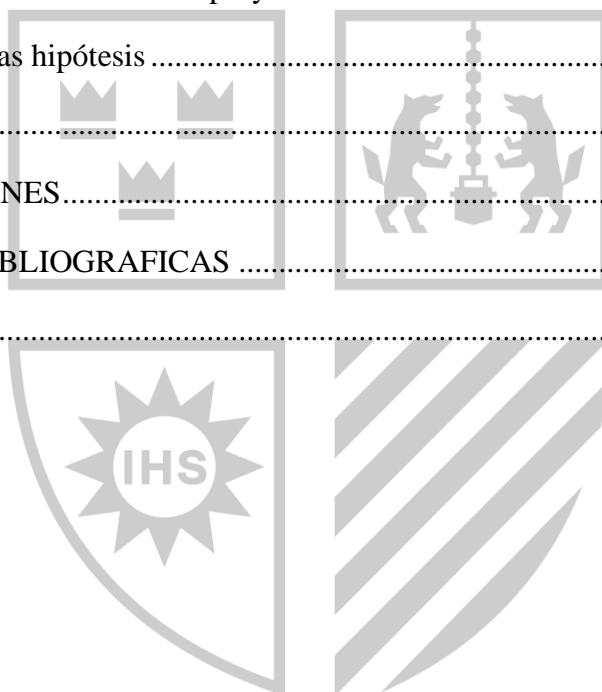 as hipótesis ..............................................................
....................................................................................
NES...........................................................................
BLIOGRAFICAS .................................................
....................................................................................
IHS